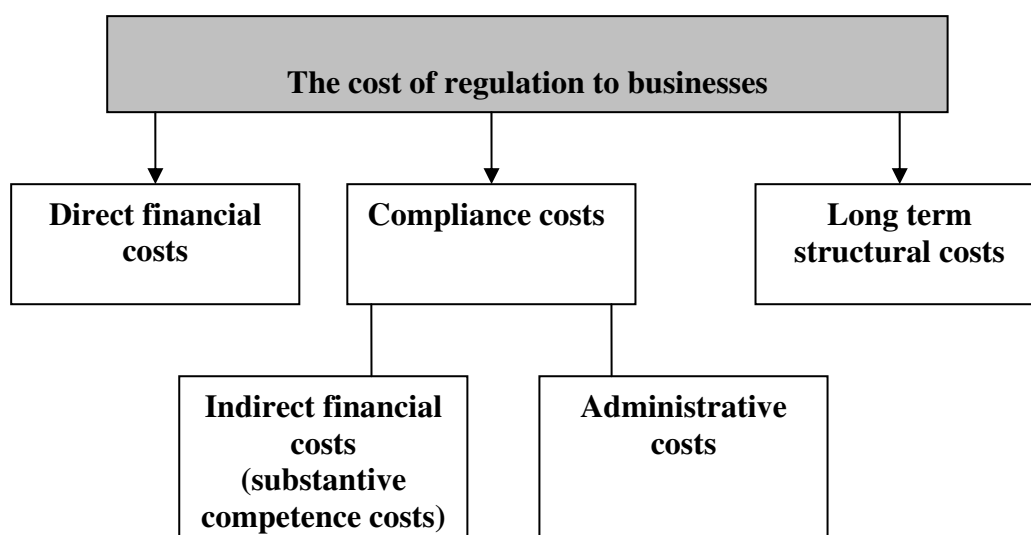 The cost of regulation to businesses
Direct financial
costs
Compliance costs
Long term
structural costs
Indirect financial
costs
(substantive
competence costs)
Administrative
costs